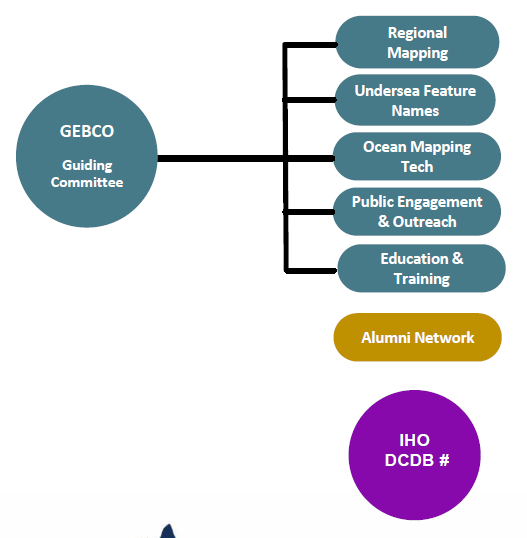 GEBCO
Guiding
Committee
Regional
Mapping
Undersea Feature
Names
Ocean Mapping
Tech
Public Engagement
& Outreach
Education &
Training
Alumni Network
IHO
DCDB #